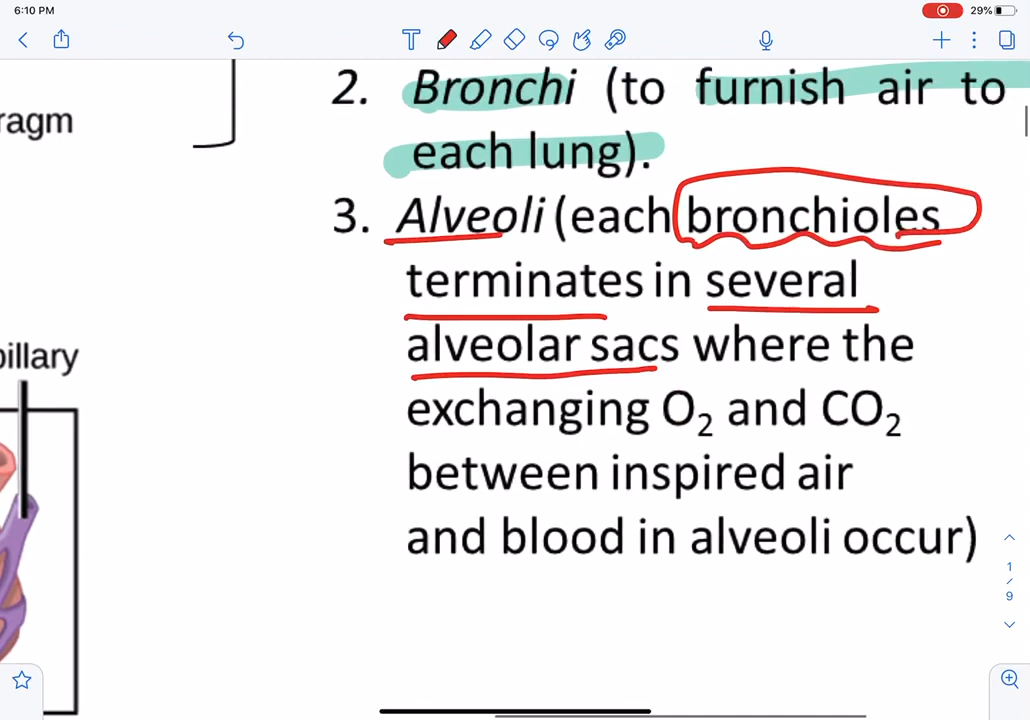 6:10 PM
29%
ragm
2. Bronchi (to furnish air to
each lung).
3. Alveoli (each bronchioles
terminates in several
alveolar sacs where the
exchanging O₂ and CO₂
between inspired air
and blood in alveoli occur)
pillary
1
/
9